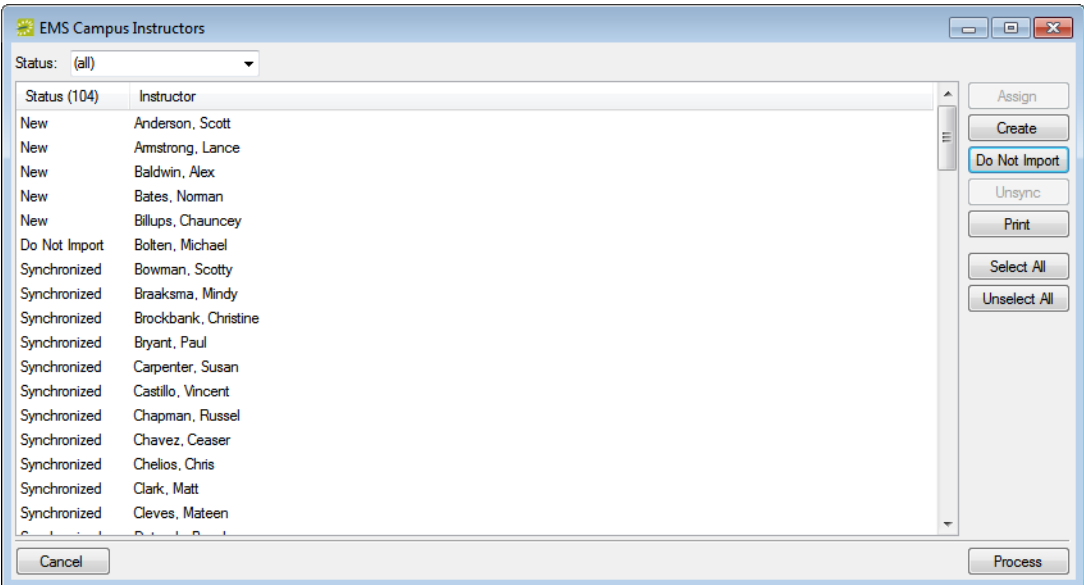 EMS Campus Instructors
Status: (all)
Status (104) Instructor
New Anderson, Scott
New Armstrong, Lance
New Baldwin, Alex
New Bates, Norman
New Billups, Chauncey
Do Not Import Bolten, Michael
Synchronized Bowman, Scotty
Synchronized Braaksma, Mindy
Synchronized Brockbank, Christine
Synchronized Bryant, Paul
Synchronized Carpenter, Susan
Synchronized Castillo, Vincent
Synchronized Chapman, Russel
Synchronized Chavez, Ceaser
Synchronized Chelios, Chris
Synchronized Clark, Matt
Synchronized Cleves, Mateen
Assign
Create
Do Not Import
Unsync
Print
Select All
Unselect All
Cancel
Process